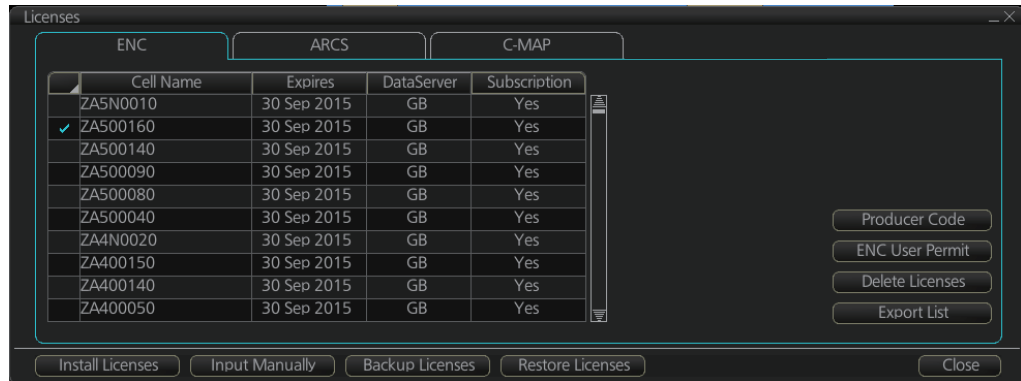 Licenses
ENC ARCS C-MAP
Cell Name Expires DataServer Subscription
ZA5N0010 30 Sep 2015 GB Yes
ZA500160 30 Sep 2015 GB Yes
ZA500140 30 Sep 2015 GB Yes
ZA500090 30 Sep 2015 GB Yes
ZA500080 30 Sep 2015 GB Yes
ZA500040 30 Sep 2015 GB Yes
ZA4N0020 30 Sep 2015 GB Yes
ZA400150 30 Sep 2015 GB Yes
ZA400140 30 Sep 2015 GB Yes
ZA400050 30 Sep 2015 GB Yes
Producer Code
ENC User Permit
Delete Licenses
Export List
Install Licenses Input Manually Backup Licenses Restore Licenses Close